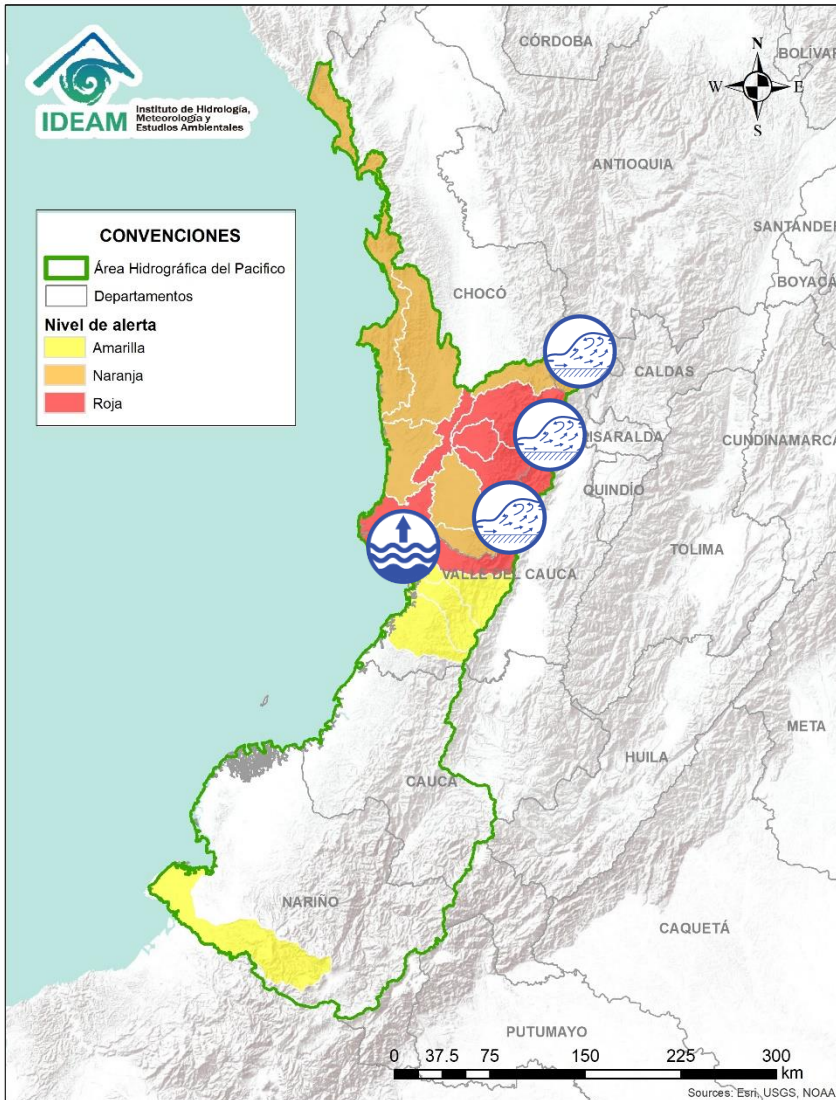 IDEAM
Instituto de Hidrología,
Meteorología y
Estudios Ambientales
N
W
E
S
CONVENCIONES
Área Hidrográfica del Pacifico
Departamentos
Nivel de alerta
Amarilla
Naranja
Roja
CÓRDOBA
BOLÍVAR
ANTIOQUIA
SANTANDER
BOYACÁ
CHOCÓ
CALDAS
RISARALDA
CUNDINAMARCA
QUINDÍO
TOLIMA
VALLE DEL CAUCA
META
HUILA
CAUCA
NARIÑO
CAQUETÁ
PUTUMAYO
0 37.5 75 150 225 300
km
Sources: Esri, USGS, NOAA